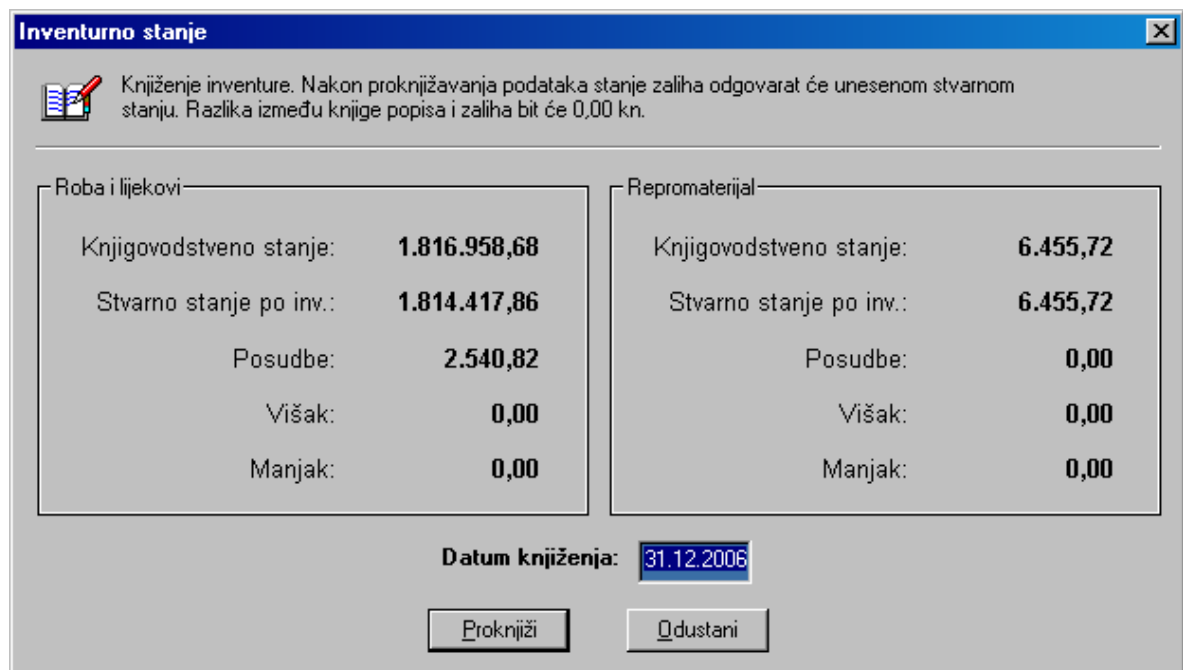 Inventurno stanje
Knjiženje inventure. Nakon proknjižavanja podataka stanje zaliha odgovarat će unesenom stvarnom
stanju. Razlika između knjige popisa i zaliha bit će 0,00 kn.
Roba i lijekovi
Knjigovodstveno stanje: 1.816.958,68
Stvarno stanje po inv.: 1.814.417,86
Posudbe: 2.540,82
Višak: 0,00
Manjak: 0,00
Repromaterijal
Knjigovodstveno stanje: 6.455,72
Stvarno stanje po inv.: 6.455,72
Posudbe: 0,00
Višak: 0,00
Manjak: 0,00
Datum knjiženja: 31.12.2006
Proknjiži Odustani